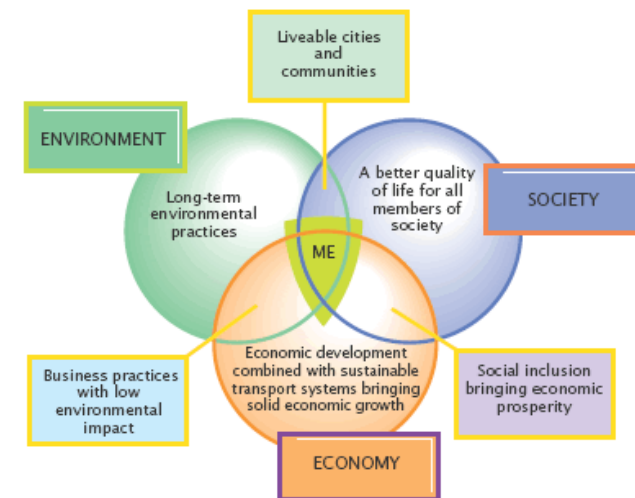 Liveable cities
and
communities
ENVIRONMENT
Long-term
environmental
practices
A better quality
of life for all
members of
society
SOCIETY
ME
Business practices
with low
environmental
impact
Economic development
combined with sustainable
transport systems bringing
solid economic growth
Social inclusion
bringing economic
prosperity
ECONOMY